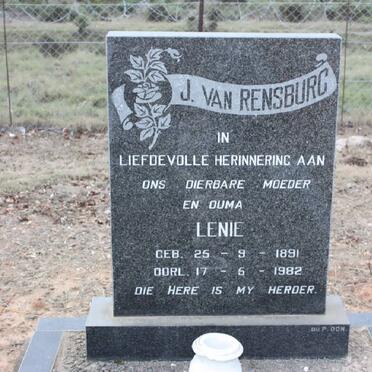 J. VAN RENSBURG
IN
LIEFDEVOLLE HERINNERING AAN
ONS DIERBARE MOEDER
EN OUMA
LENIE
GEB. 25 - 9 - 1891
OORL. 17 - 6 - 1982
DIE HERE IS MY HERDER.